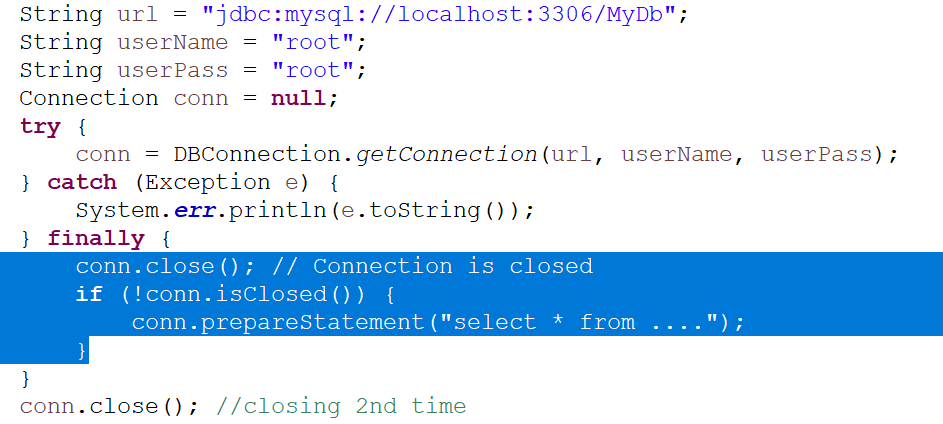 String url = "jdbc:mysql://localhost:3306/MyDb";
String userName = "root";
String userPass = "root";
Connection conn = null;
try {
    conn = DBConnection.getConnection(url, userName, userPass);
} catch (Exception e) {
    System.err.println(e.toString());
} finally {
    conn.close(); // Connection is closed
    if (!conn.isClosed()) {
        conn.prepareStatement("select * from ....");
    }
}
conn.close(); //closing 2nd time